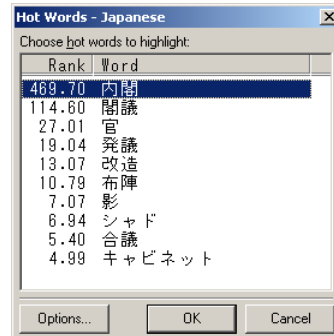 Hot Words - Japanese
Choose hot words to highlight:
Rank Word
469.70 内閣
114.60 閣議
27.01 官
19.04 発議
13.07 改造
10.79 布陣
7.07 影
6.94 シャド
5.40 合議
4.99 キャビネット
Options... OK Cancel